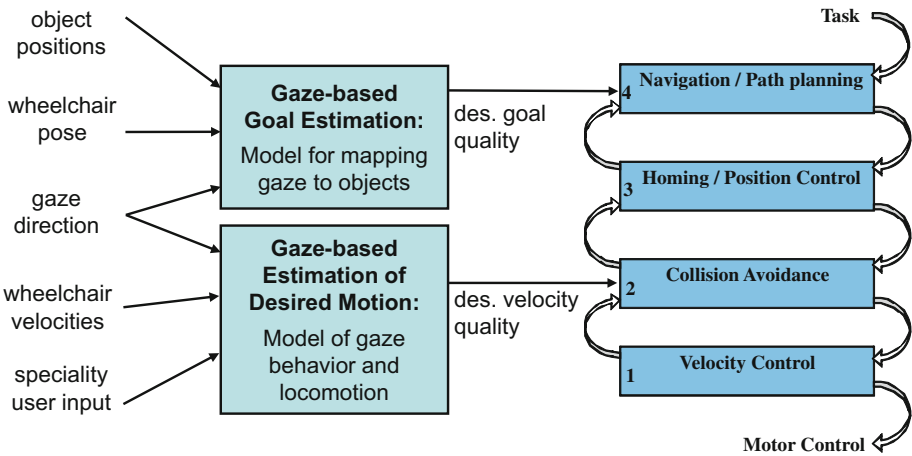 object
positions
wheelchair
pose
gaze
direction
wheelchair
velocities
speciality
user input
Gaze-based
Goal Estimation:
Model for mapping
gaze to objects
Gaze-based
Estimation of
Desired Motion:
Model of gaze
behavior and
locomotion
des. goal
quality
des. velocity
quality
Task
4 Navigation / Path planning
3 Homing / Position Control
2 Collision Avoidance
1 Velocity Control
Motor Control